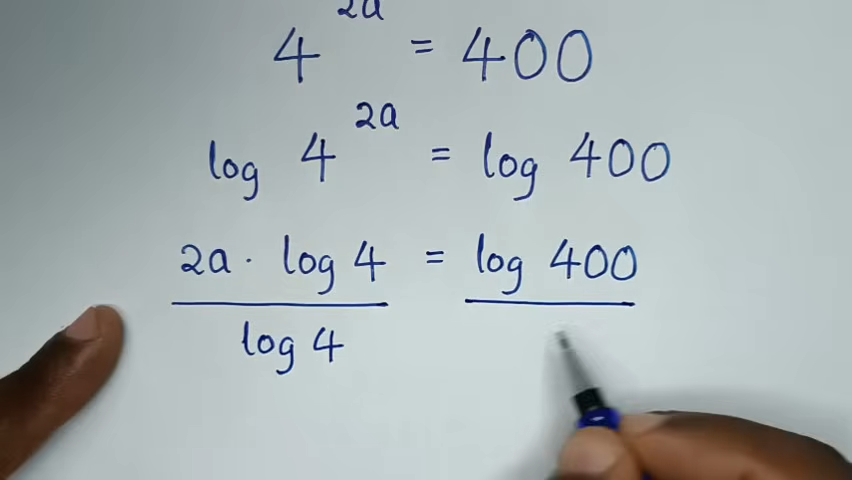 4^2a = 400
log 4^2a = log 400
2a · log 4 = log 400
log 4